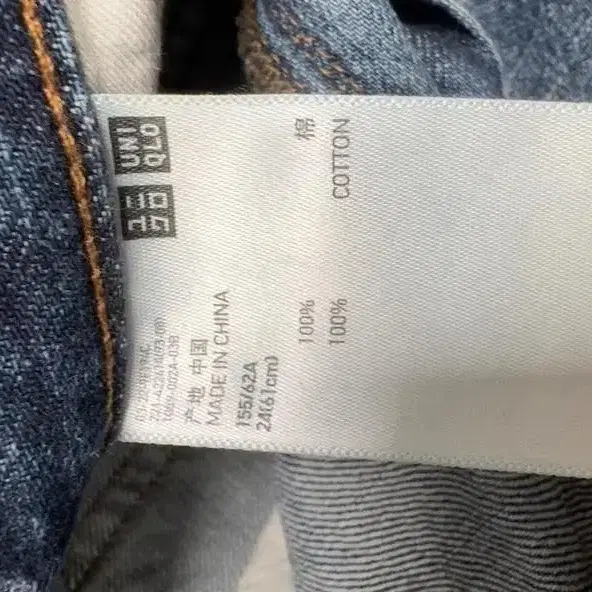 UNI
QLO
ユニ
クロ
产地 中国
MADE IN CHINA
155/62A
24(61cm)
棉 100%
COTTON 100%